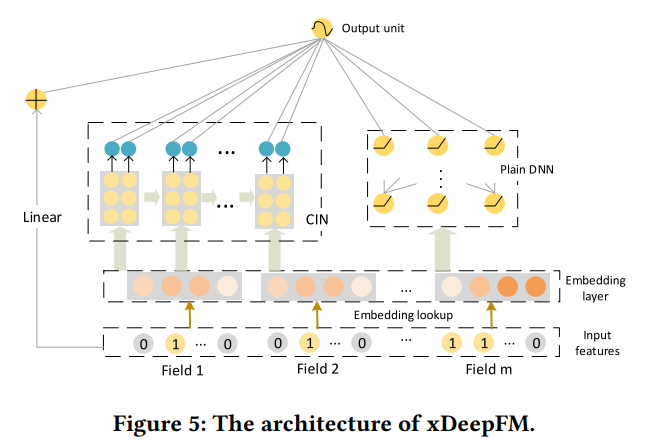 Output unit
Plain DNN
...
...
CIN
Linear
Embedding layer
...
Embedding lookup
0 1 ... 0 0 1 ... 0 ... 1 1 ... 0
Input features
Field 1 Field 2 Field m
Figure 5: The architecture of xDeepFM.